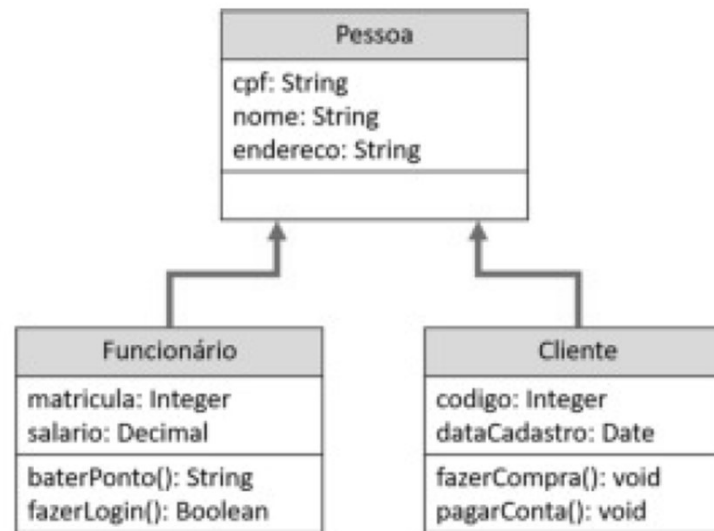 Pessoa
cpf: String
nome: String
endereco: String
Funcionário
matricula: Integer
salario: Decimal
baterPonto(): String
fazerLogin(): Boolean
Cliente
codigo: Integer
dataCadastro: Date
fazerCompra(): void
pagarConta(): void